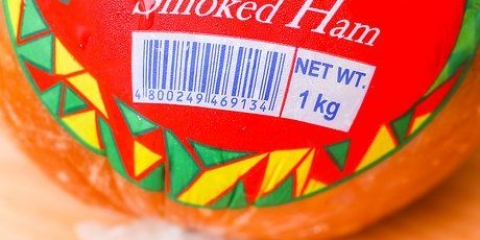 Smoked Ham
NET WT.
1 kg
4 800249 469134